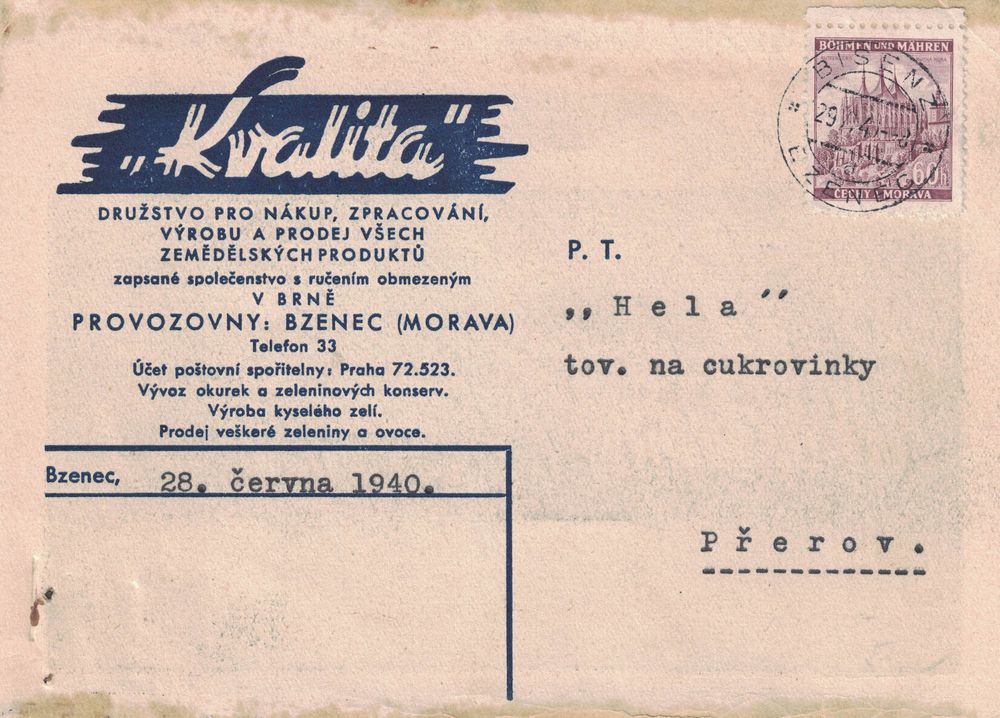 „Kvalita“
DRUŽSTVO PRO NÁKUP, ZPRACOVÁNÍ,
VÝROBU A PRODEJ VŠECH
ZEMĚDĚLSKÝCH PRODUKTŮ
zapsané společenstvo s ručením obmezeným
V BRNĚ
PROVOZOVNY: BZENEC (MORAVA)
Telefon 33
Účet poštovní spořitelny: Praha 72.523.
Vývoz okurek a zeleninových konserv.
Výroba kyselého zelí.
Prodej veškeré zeleniny a ovoce.
Bzenec, 28. června 1940.
BÖHMEN UND MÄHREN
60h
ČECHY A MORAVA
BISENZ
BZENEC
P. T.
„Hela“
tov. na cukrovinky
Přerov.